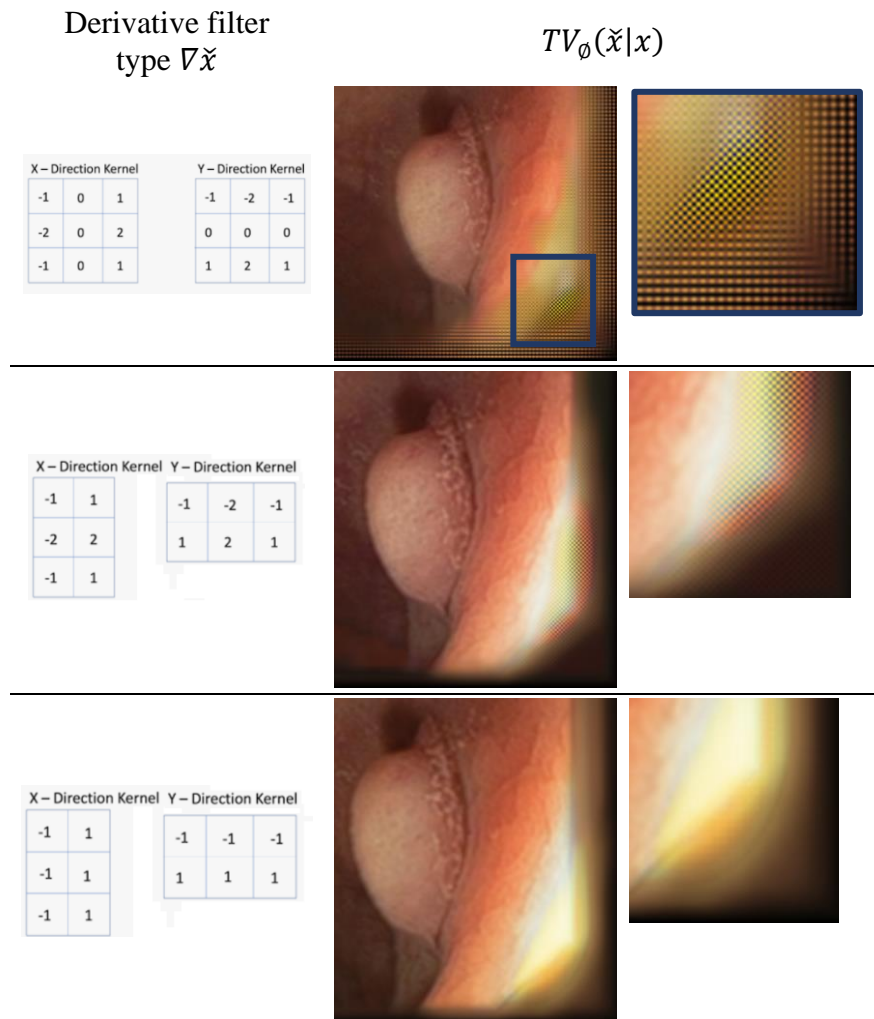 Derivative filter
type ∇x̌
TV_∅(x̌|x)
X – Direction Kernel Y – Direction Kernel
-1 0 1 -1 -2 -1
-2 0 2 0 0 0
-1 0 1 1 2 1
X – Direction Kernel Y – Direction Kernel
-1 1 -1 -2 -1
-2 2 1 2 1
-1 1
X – Direction Kernel Y – Direction Kernel
-1 1 -1 -1 -1
-1 1 1 1 1
-1 1